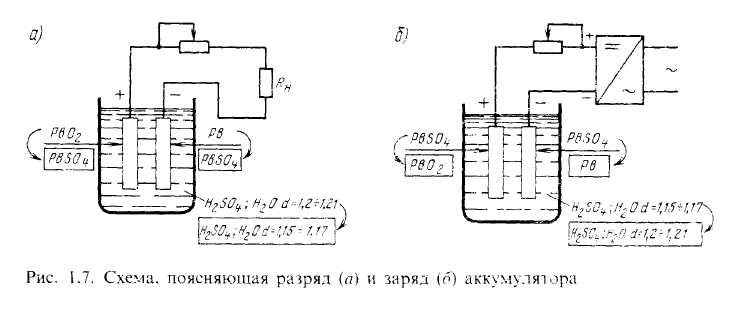 а)
Rн
+
−
PBO₂
PBSO₄
PB
PBSO₄
H₂SO₄; H₂O d=1,2÷1,21
H₂SO₄; H₂O d=1,15÷1,17
б)
+
=
~
~
−
+
−
PBSO₄
PBO₂
PBSO₄
PB
H₂SO₄; H₂O d=1,15÷1,17
H₂SO₄; H₂O d=1,2÷1,21
Рис. 1.7. Схема, поясняющая разряд (а) и заряд (б) аккумулятора